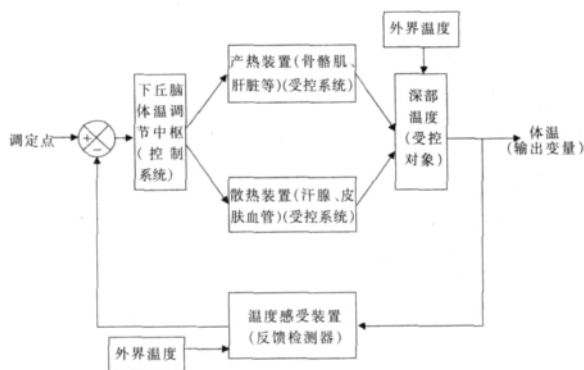 外界温度
产热装置(骨骼肌、
肝脏等)(受控系统)
下丘脑
体温调
节中枢
(控制
系统)
深部
温度
(受控
对象)
调定点
+
−
体温
(输出变量)
散热装置(汗腺、皮
肤血管)(受控系统)
温度感受装置
(反馈检测器)
外界温度